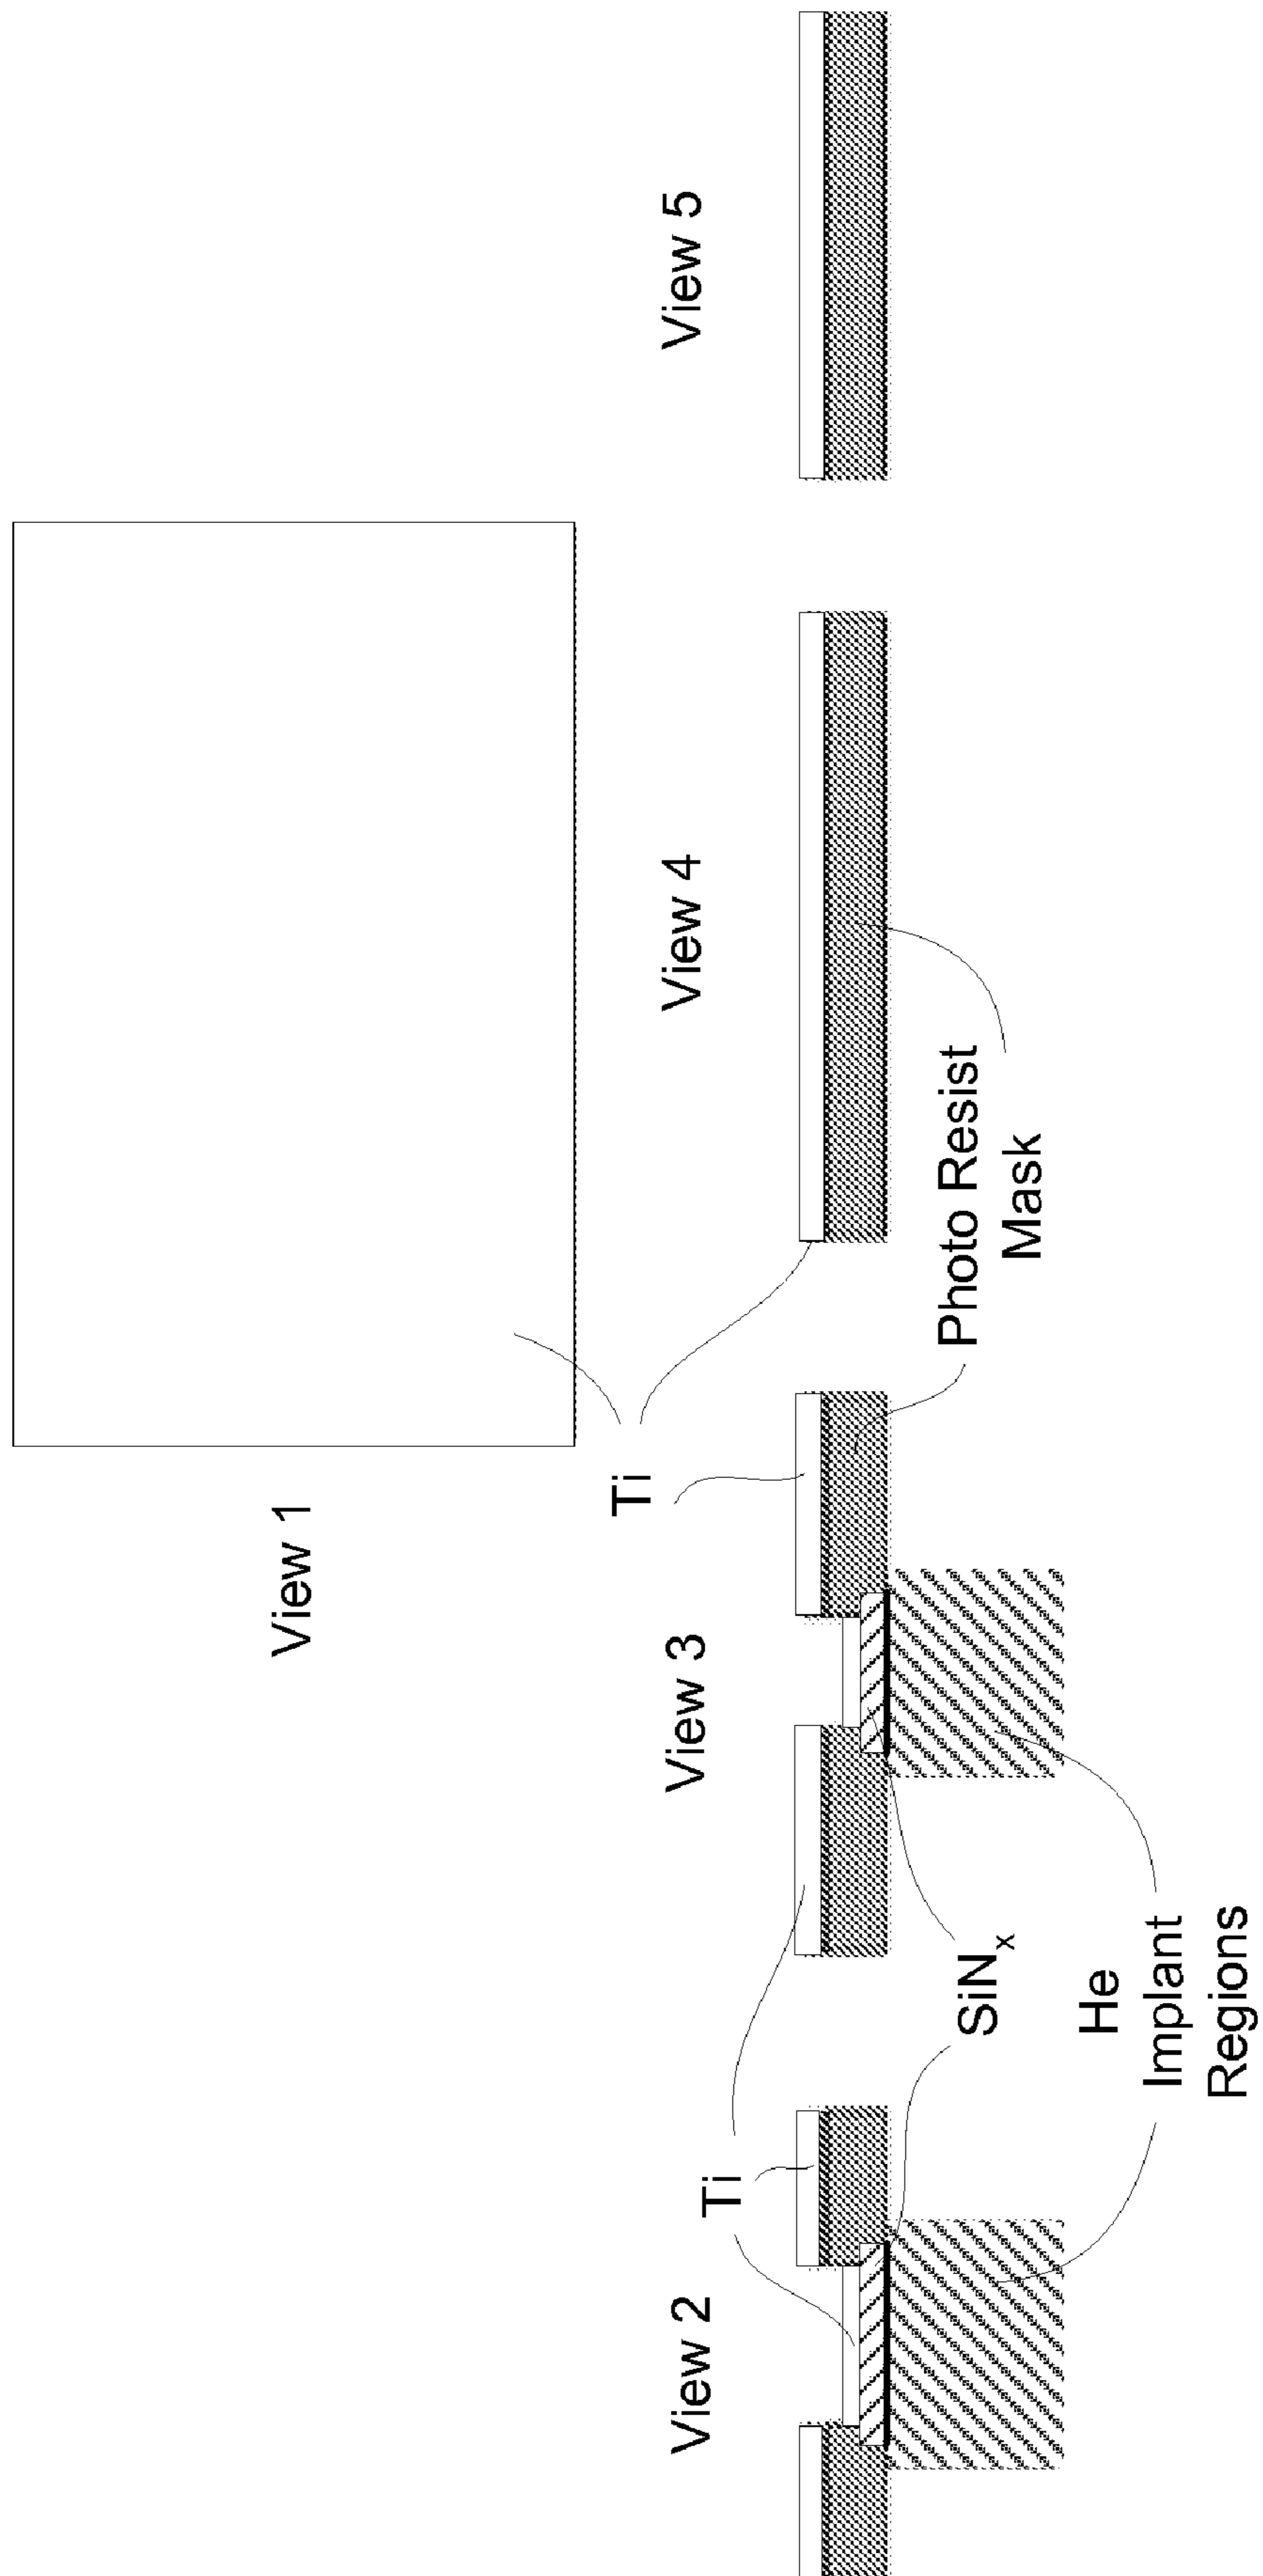 View 1
View 2
View 3
View 4
View 5
Ti
Ti
Photo Resist
Mask
SiNₓ
He
Implant
Regions